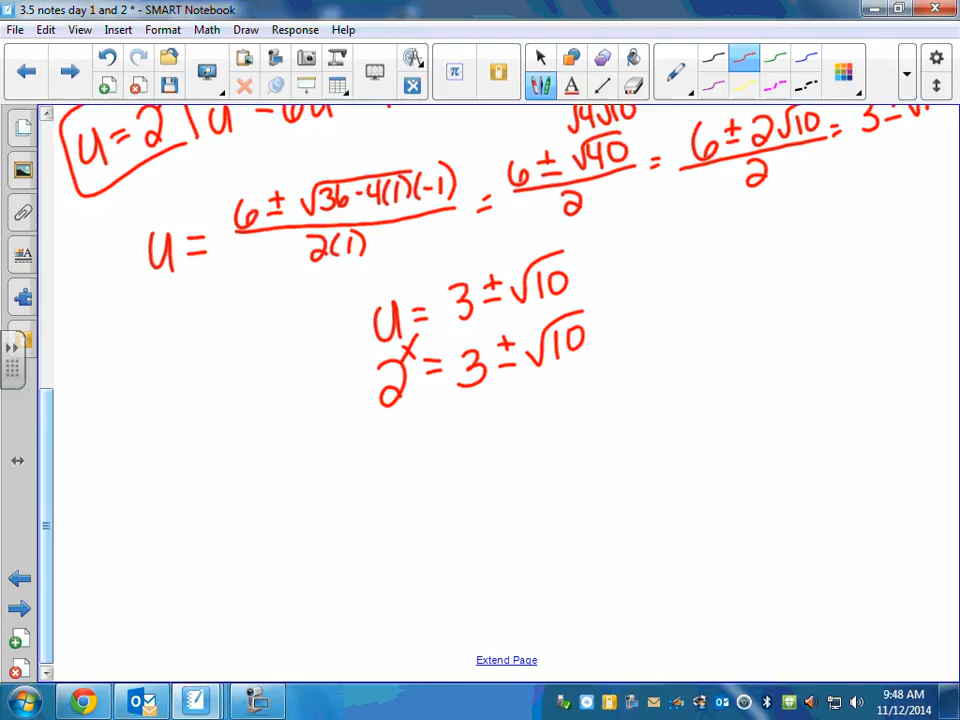 3.5 notes day 1 and 2 * - SMART Notebook
File Edit View Insert Format Math Draw Response Help
√4√10
u = 2
u = 6 ± √36-4(1)(-1) / 2(1) = 6 ± √40 / 2 = 6 ± 2√10 / 2 = 3 ±
u = 3 ± √10
2^x = 3 ± √10
Extend Page
9:48 AM
11/12/2014